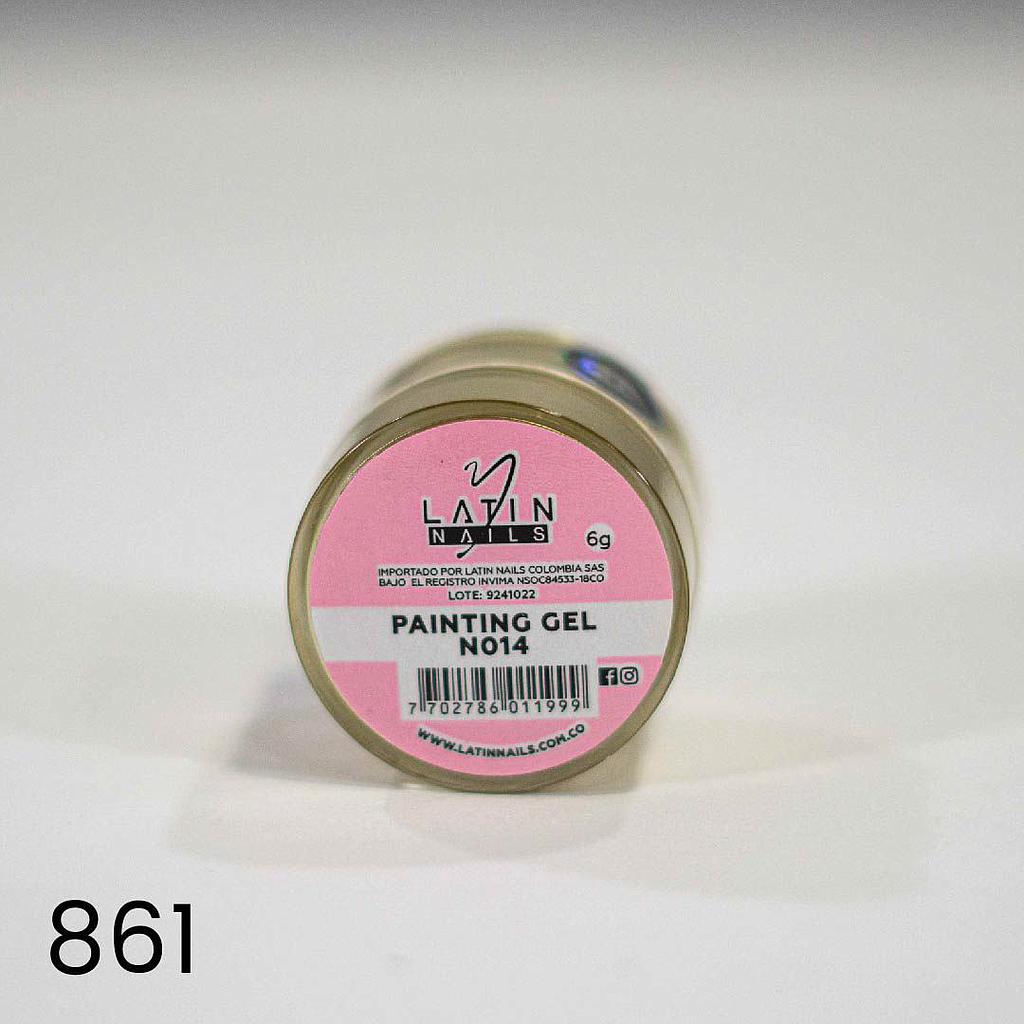 LATIN
NAILS
6g
IMPORTADO POR LATIN NAILS COLOMBIA SAS
BAJO EL REGISTRO INVIMA NSOC84533-18CO
LOTE: 9241022
PAINTING GEL
N014
7 702786 011999
WWW.LATINNAILS.COM.CO
861